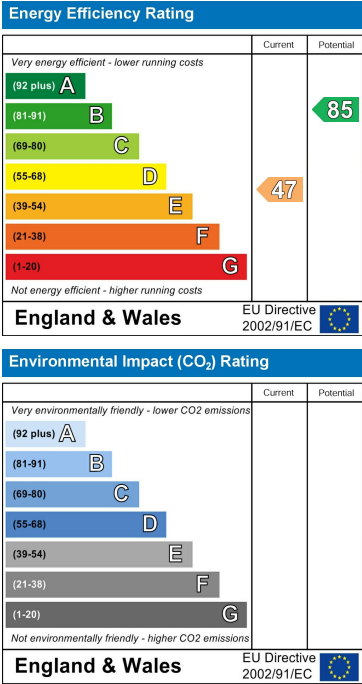 Energy Efficiency Rating
Current Potential
Very energy efficient - lower running costs
(92 plus) A
(81-91) B
85
(69-80) C
(55-68) D
47
(39-54) E
(21-38) F
(1-20) G
Not energy efficient - higher running costs
England & Wales
EU Directive
2002/91/EC
Environmental Impact (CO₂) Rating
Current Potential
Very environmentally friendly - lower CO2 emissions
(92 plus) A
(81-91) B
(69-80) C
(55-68) D
(39-54) E
(21-38) F
(1-20) G
Not environmentally friendly - higher CO2 emissions
England & Wales
EU Directive
2002/91/EC